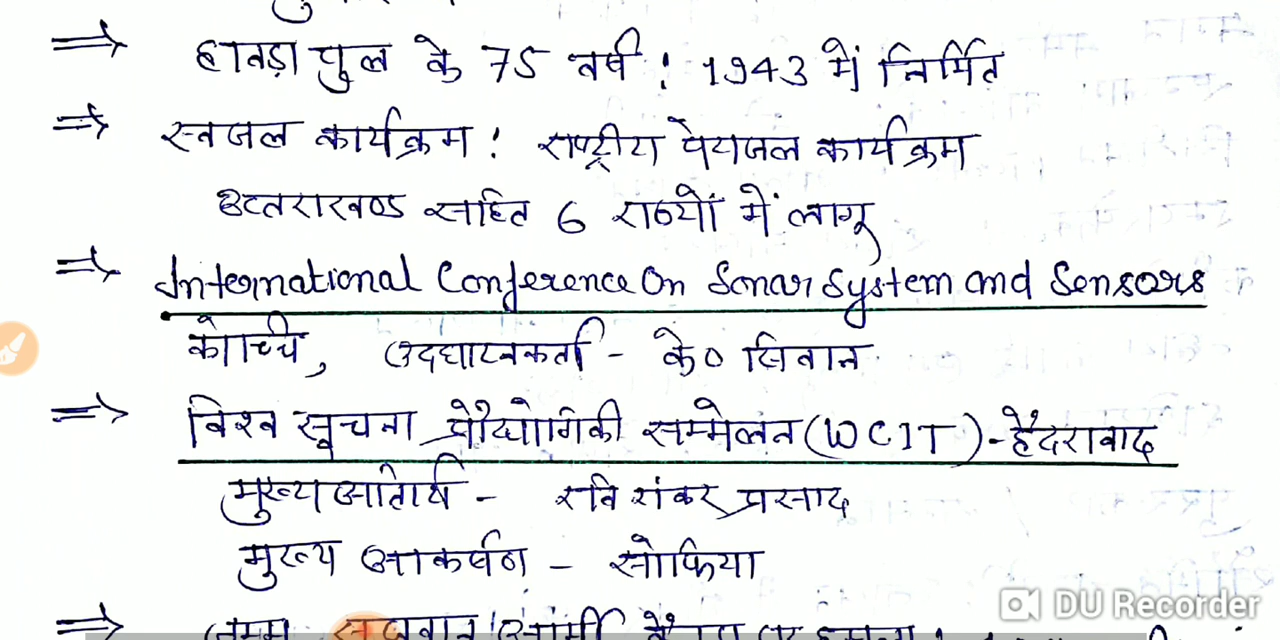 ⇒ हावड़ा पुल के 75 वर्ष : 1943 में निर्मित
⇒ स्वजल कार्यक्रम : राष्ट्रीय पेयजल कार्यक्रम
उत्तराखण्ड सहित 6 राज्यों में लागू
⇒ International Conference On Sonar System and Sensors
कोच्चि, उदघाटनकर्ता - के० सिवान
⇒ विश्व सूचना प्रौद्योगिकी सम्मेलन (WCIT) - हैदराबाद
मुख्य अतिथि - रवि शंकर प्रसाद
मुख्य आकर्षण - सोफिया
⇒
DU Recorder